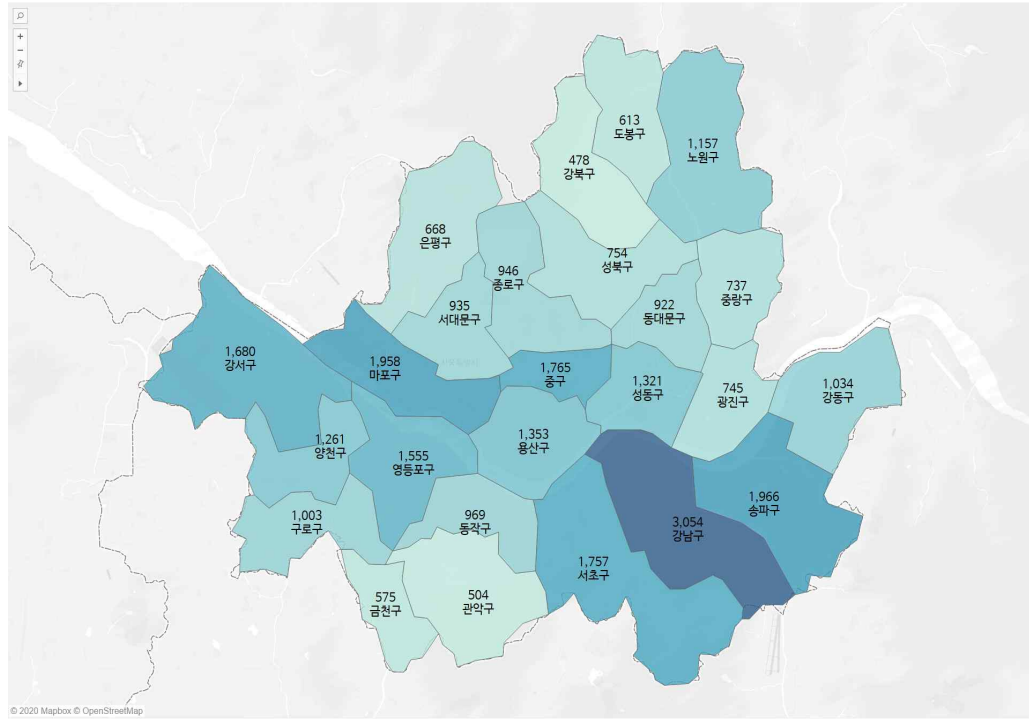 613
도봉구
1,157
노원구
478
강북구
668
은평구
754
성북구
946
종로구
737
중랑구
935
서대문구
922
동대문구
1,680
강서구
1,958
마포구
1,765
중구
1,321
성동구
745
광진구
1,034
강동구
1,261
양천구
1,353
용산구
1,555
영등포구
1,966
송파구
1,003
구로구
969
동작구
3,054
강남구
1,757
서초구
575
금천구
504
관악구
© 2020 Mapbox © OpenStreetMap